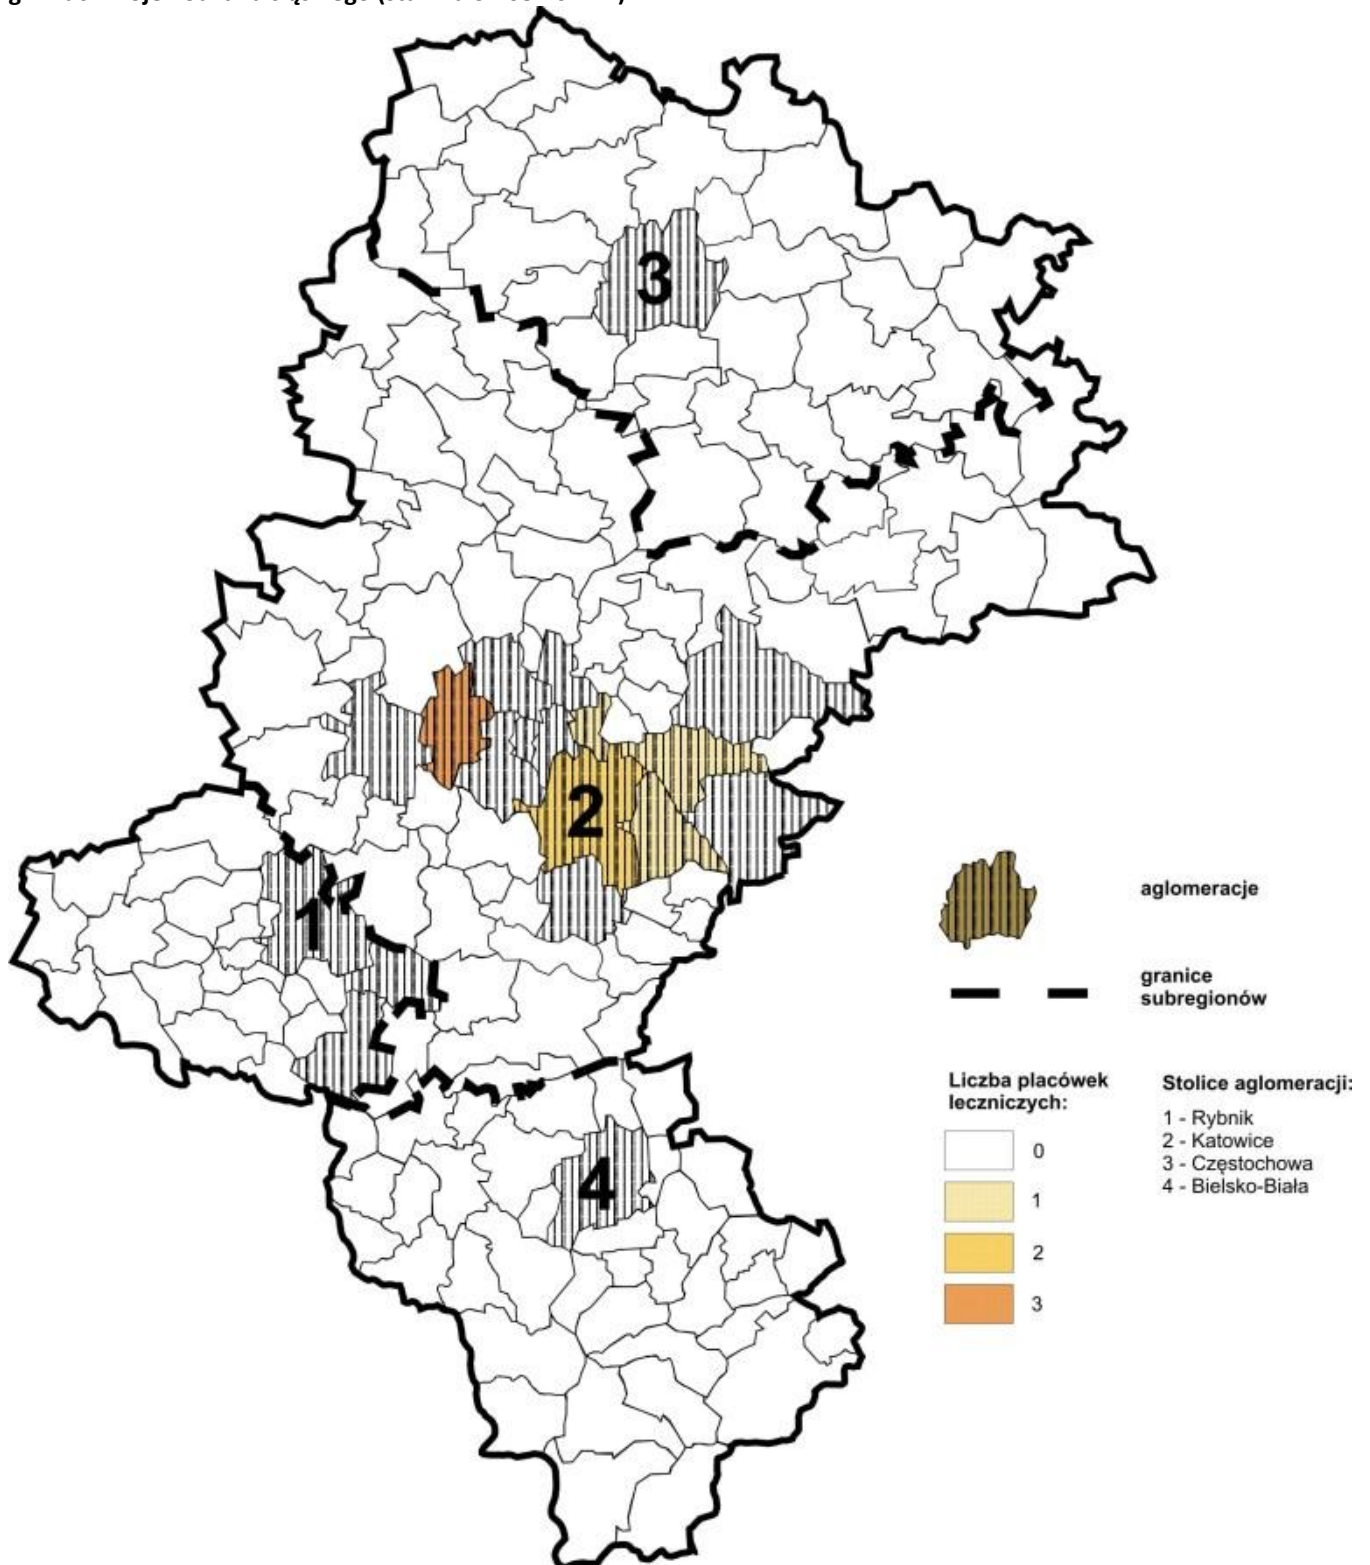 3
2
1
4
aglomeracje
granice
subregionów
Liczba placówek
leczniczych:
0
1
2
3
Stolice aglomeracji:
1 - Rybnik
2 - Katowice
3 - Częstochowa
4 - Bielsko-Biała